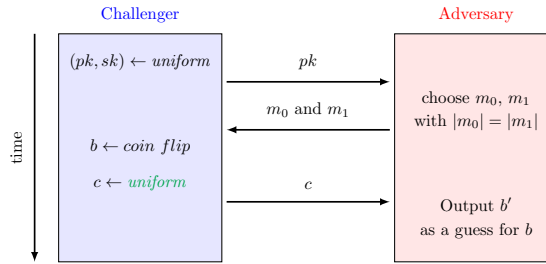 Challenger
Adversary
time
(pk, sk) ← uniform
pk
choose m₀, m₁
with |m₀| = |m₁|
m₀ and m₁
b ← coin flip
c ← uniform
c
Output b′
as a guess for b